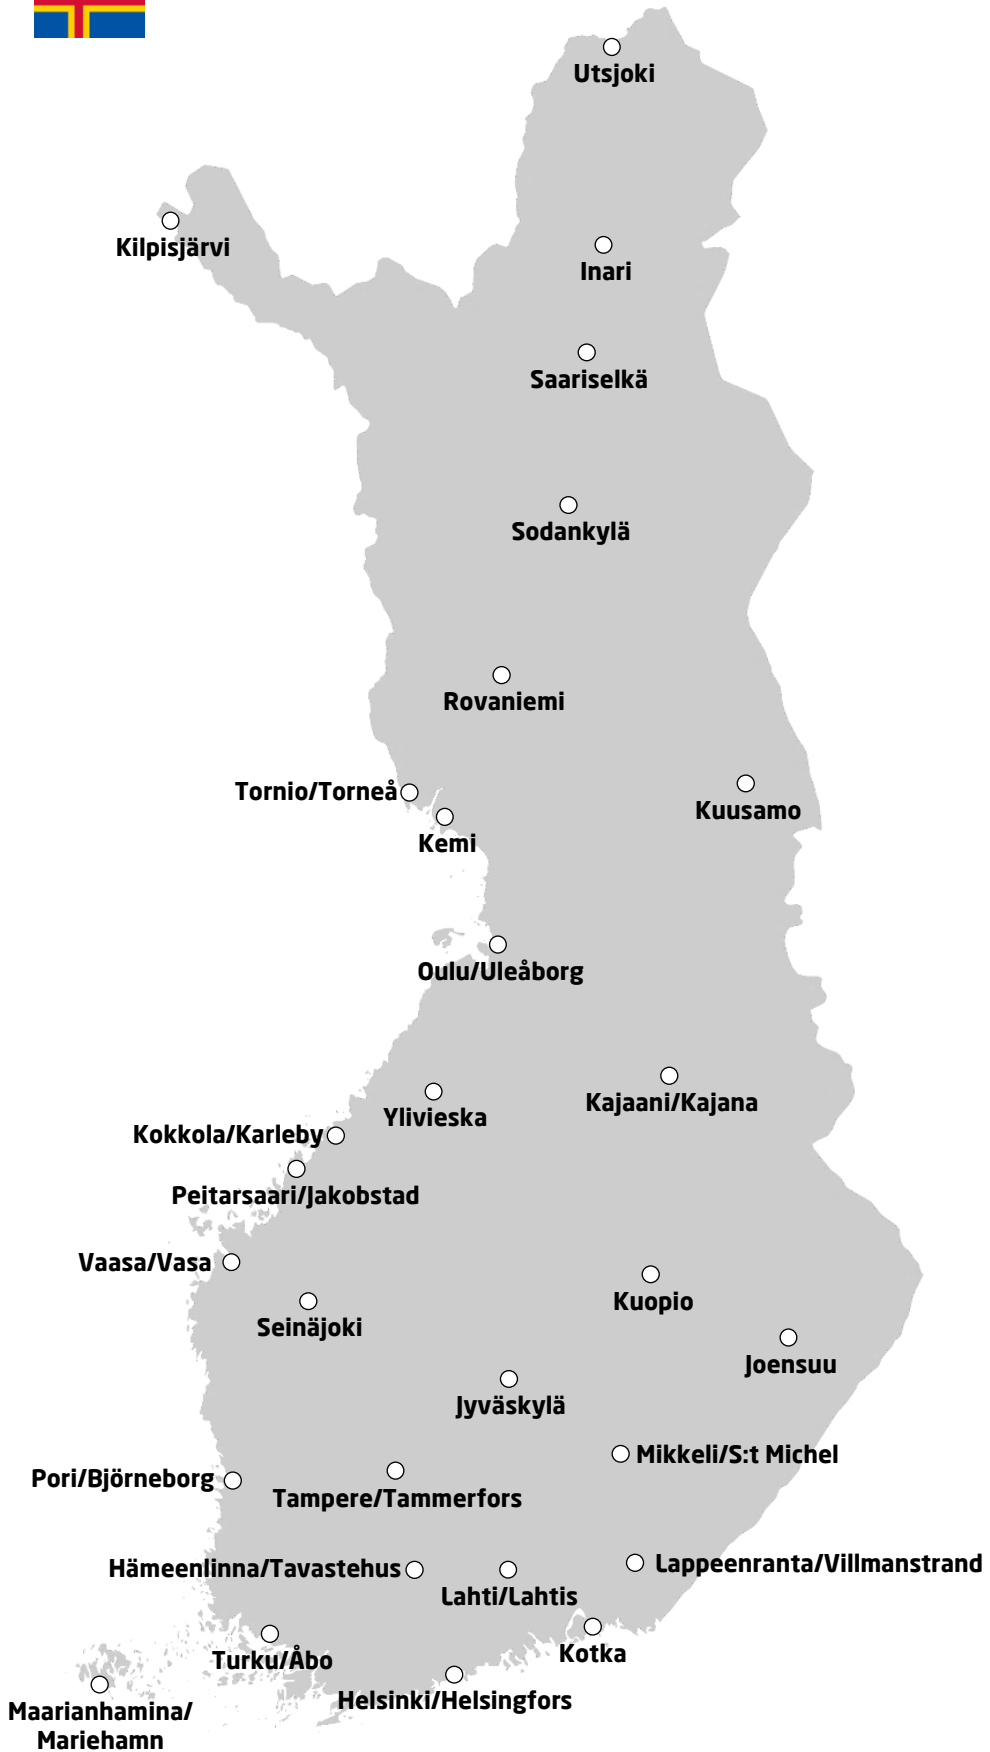 Utsjoki
Kilpisjärvi
Inari
Saariselkä
Sodankylä
Rovaniemi
Tornio/Torneå
Kuusamo
Kemi
Oulu/Uleåborg
Kajaani/Kajana
Ylivieska
Kokkola/Karleby
Peitarsaari/Jakobstad
Vaasa/Vasa
Kuopio
Seinäjoki
Joensuu
Jyväskylä
Mikkeli/S:t Michel
Pori/Björneborg
Tampere/Tammerfors
Hämeenlinna/Tavastehus
Lappeenranta/Villmanstrand
Lahti/Lahtis
Kotka
Turku/Åbo
Helsinki/Helsingfors
Maarianhamina/
Mariehamn